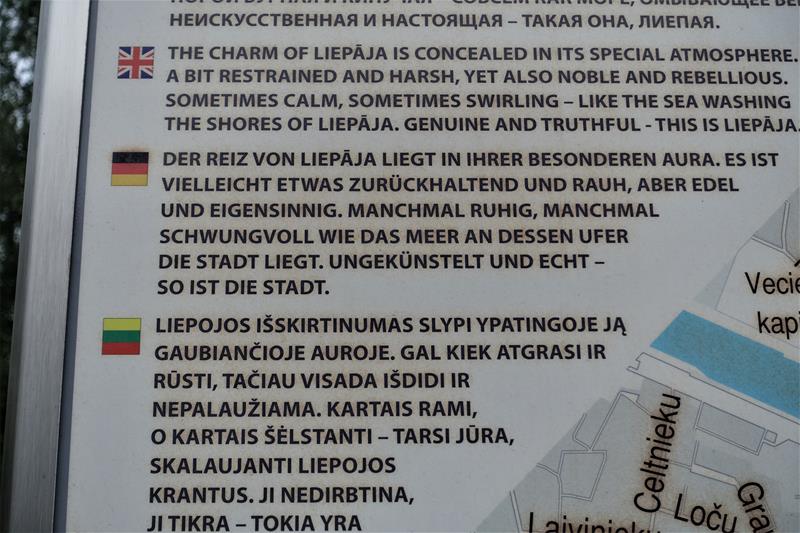 НЕИСКУССТВЕННАЯ И НАСТОЯЩАЯ – ТАКАЯ ОНА, ЛИЕПАЯ.
THE CHARM OF LIEPĀJA IS CONCEALED IN ITS SPECIAL ATMOSPHERE.
A BIT RESTRAINED AND HARSH, YET ALSO NOBLE AND REBELLIOUS.
SOMETIMES CALM, SOMETIMES SWIRLING – LIKE THE SEA WASHING
THE SHORES OF LIEPĀJA. GENUINE AND TRUTHFUL - THIS IS LIEPĀJA.
DER REIZ VON LIEPĀJA LIEGT IN IHRER BESONDEREN AURA. ES IST
VIELLEICHT ETWAS ZURÜCKHALTEND UND RAUH, ABER EDEL
UND EIGENSINNIG. MANCHMAL RUHIG, MANCHMAL
SCHWUNGVOLL WIE DAS MEER AN DESSEN UFER
DIE STADT LIEGT. UNGEKÜNSTELT UND ECHT –
SO IST DIE STADT.
LIEPOJOS IŠSKIRTINUMAS SLYPI YPATINGOJE JĄ
GAUBIANČIOJE AUROJE. GAL KIEK ATGRASI IR
RŪSTI, TAČIAU VISADA IŠDIDI IR
NEPALAUŽIAMA. KARTAIS RAMI,
O KARTAIS ŠĖLSTANTI – TARSI JŪRA,
SKALAUJANTI LIEPOJOS
KRANTUS. JI NEDIRBTINA,
JI TIKRA – TOKIA YRA
Vecie
kapi
Celtnieku
Loču
Gra
Laivinieku